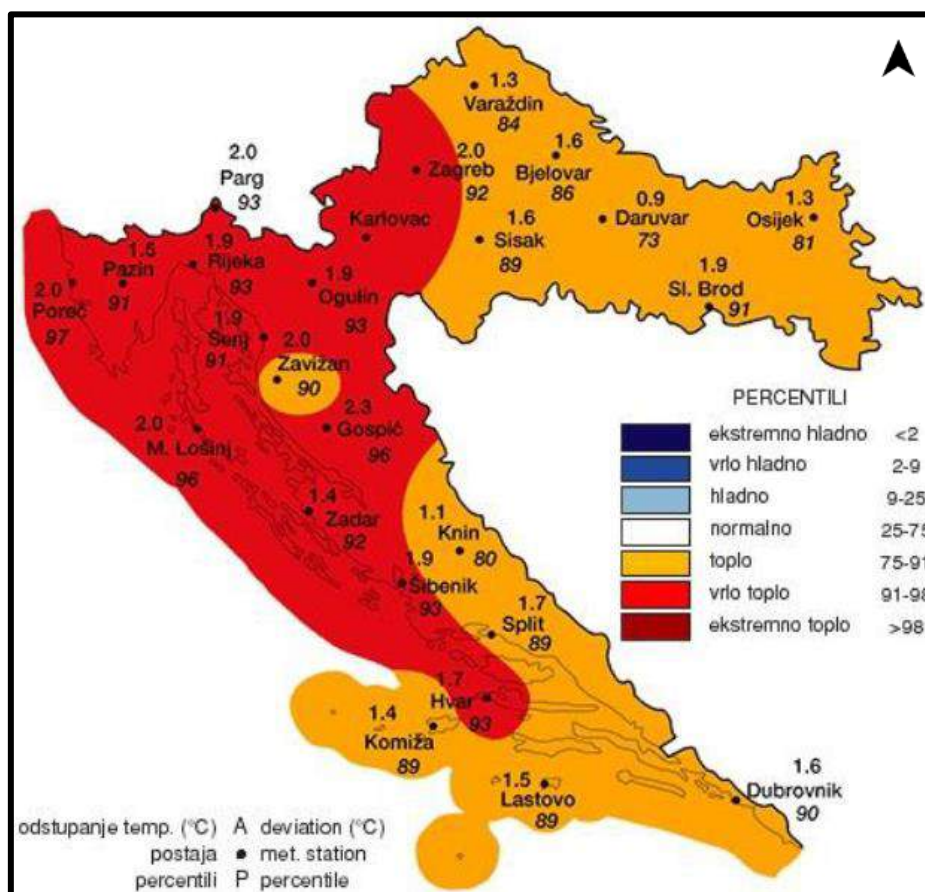 1.3
Varaždin
84
1.6
Bjelovar
86
2.0
Zagreb
92
2.0
Parg
93
0.9
Daruvar
73
1.3
Osijek
81
1.6
Sisak
89
Karlovac
1.9
Rijeka
93
1.5
Pazin
91
2.0
Poreč
97
1.9
Ogulin
93
1.9
Sl. Brod
91
1.9
Senj
91
2.0
Zavižan
90
2.3
Gospić
96
2.0
M. Lošinj
96
1.4
Zadar
92
1.1
Knin
80
1.9
Šibenik
93
1.7
Split
89
1.7
Hvar
93
1.4
Komiža
89
1.5
Lastovo
89
1.6
Dubrovnik
90
PERCENTILI
ekstremno hladno <2
vrlo hladno 2-9
hladno 9-25
normalno 25-75
toplo 75-91
vrlo toplo 91-98
ekstremno toplo >98
odstupanje temp. (°C) A deviation (°C)
postaja met. station
percentili P percentile